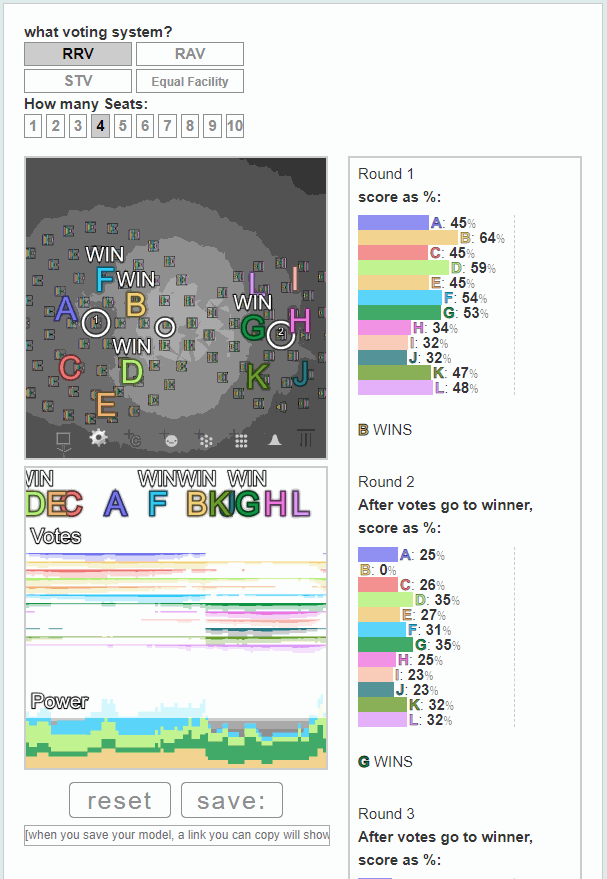 what voting system?
RRV RAV
STV Equal Facility
How many Seats:
1 2 3 4 5 6 7 8 9 10
WIN
F WIN
B
A 1
WIN
D
C
E
L I
WIN
G H
2
K J
C
VIN WIN WIN WIN
D E C A F B K I G H L
Votes
Power
reset save:
[when you save your model, a link you can copy will show
Round 1
score as %:
A: 45%
B: 64%
C: 45%
D: 59%
E: 45%
F: 54%
G: 53%
H: 34%
I: 32%
J: 32%
K: 47%
L: 48%
B WINS
Round 2
After votes go to winner,
score as %:
A: 25%
B: 0%
C: 26%
D: 35%
E: 27%
F: 31%
G: 35%
H: 25%
I: 23%
J: 23%
K: 32%
L: 32%
G WINS
Round 3
After votes go to winner,
score as %: